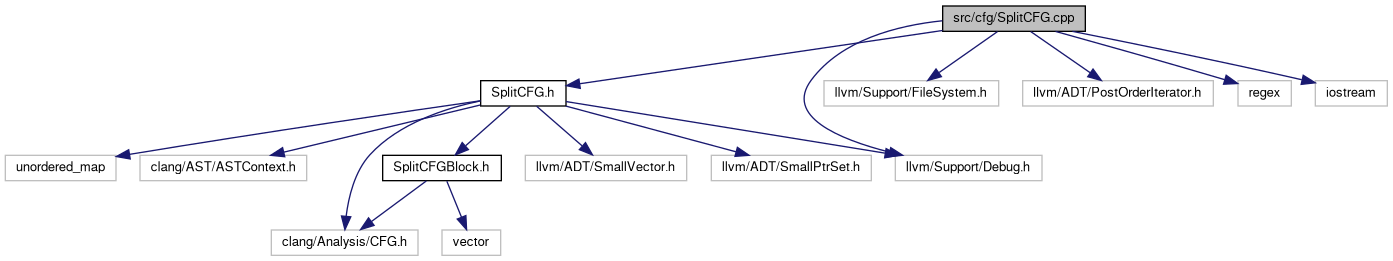 src/cfg/SplitCFG.cpp
SplitCFG.h
llvm/Support/FileSystem.h
llvm/ADT/PostOrderIterator.h
regex
iostream
unordered_map
clang/AST/ASTContext.h
SplitCFGBlock.h
llvm/ADT/SmallVector.h
llvm/ADT/SmallPtrSet.h
llvm/Support/Debug.h
clang/Analysis/CFG.h
vector